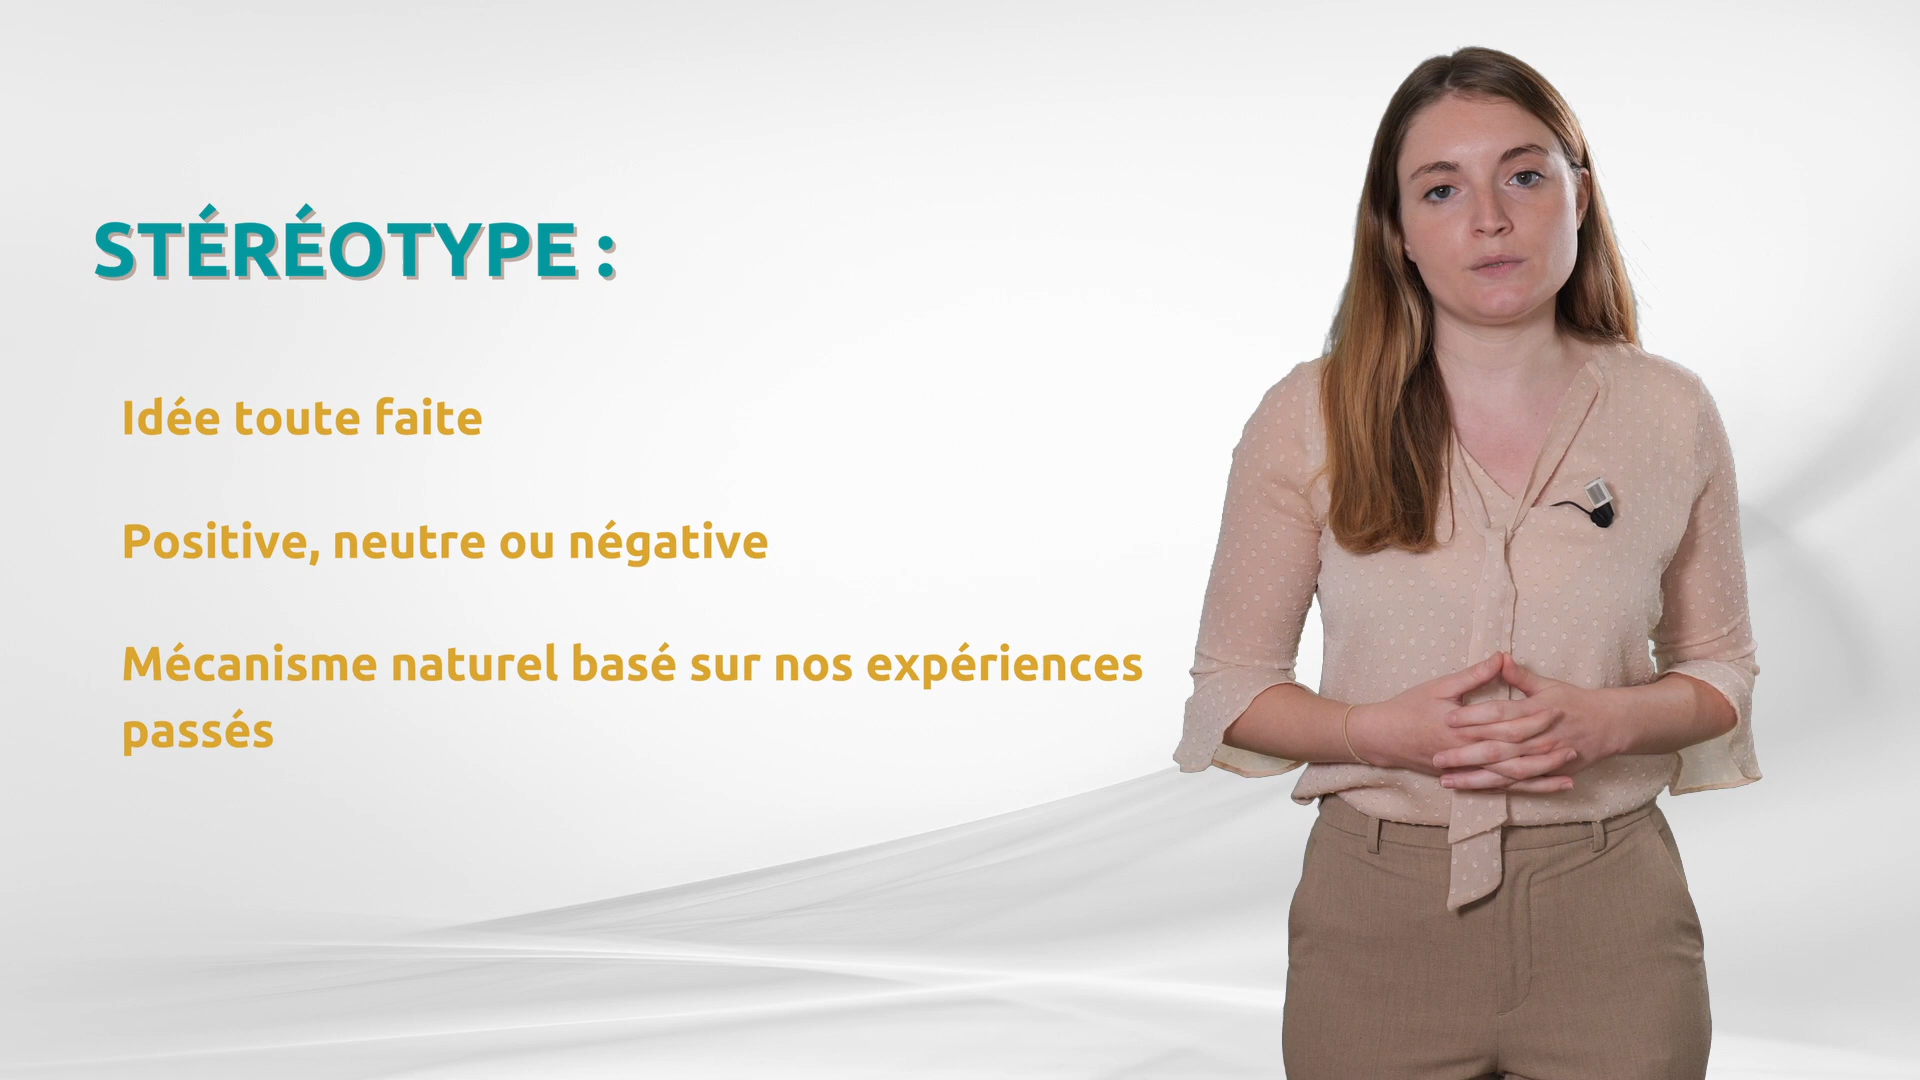 STÉRÉOTYPE :
Idée toute faite
Positive, neutre ou négative
Mécanisme naturel basé sur nos expériences
passés